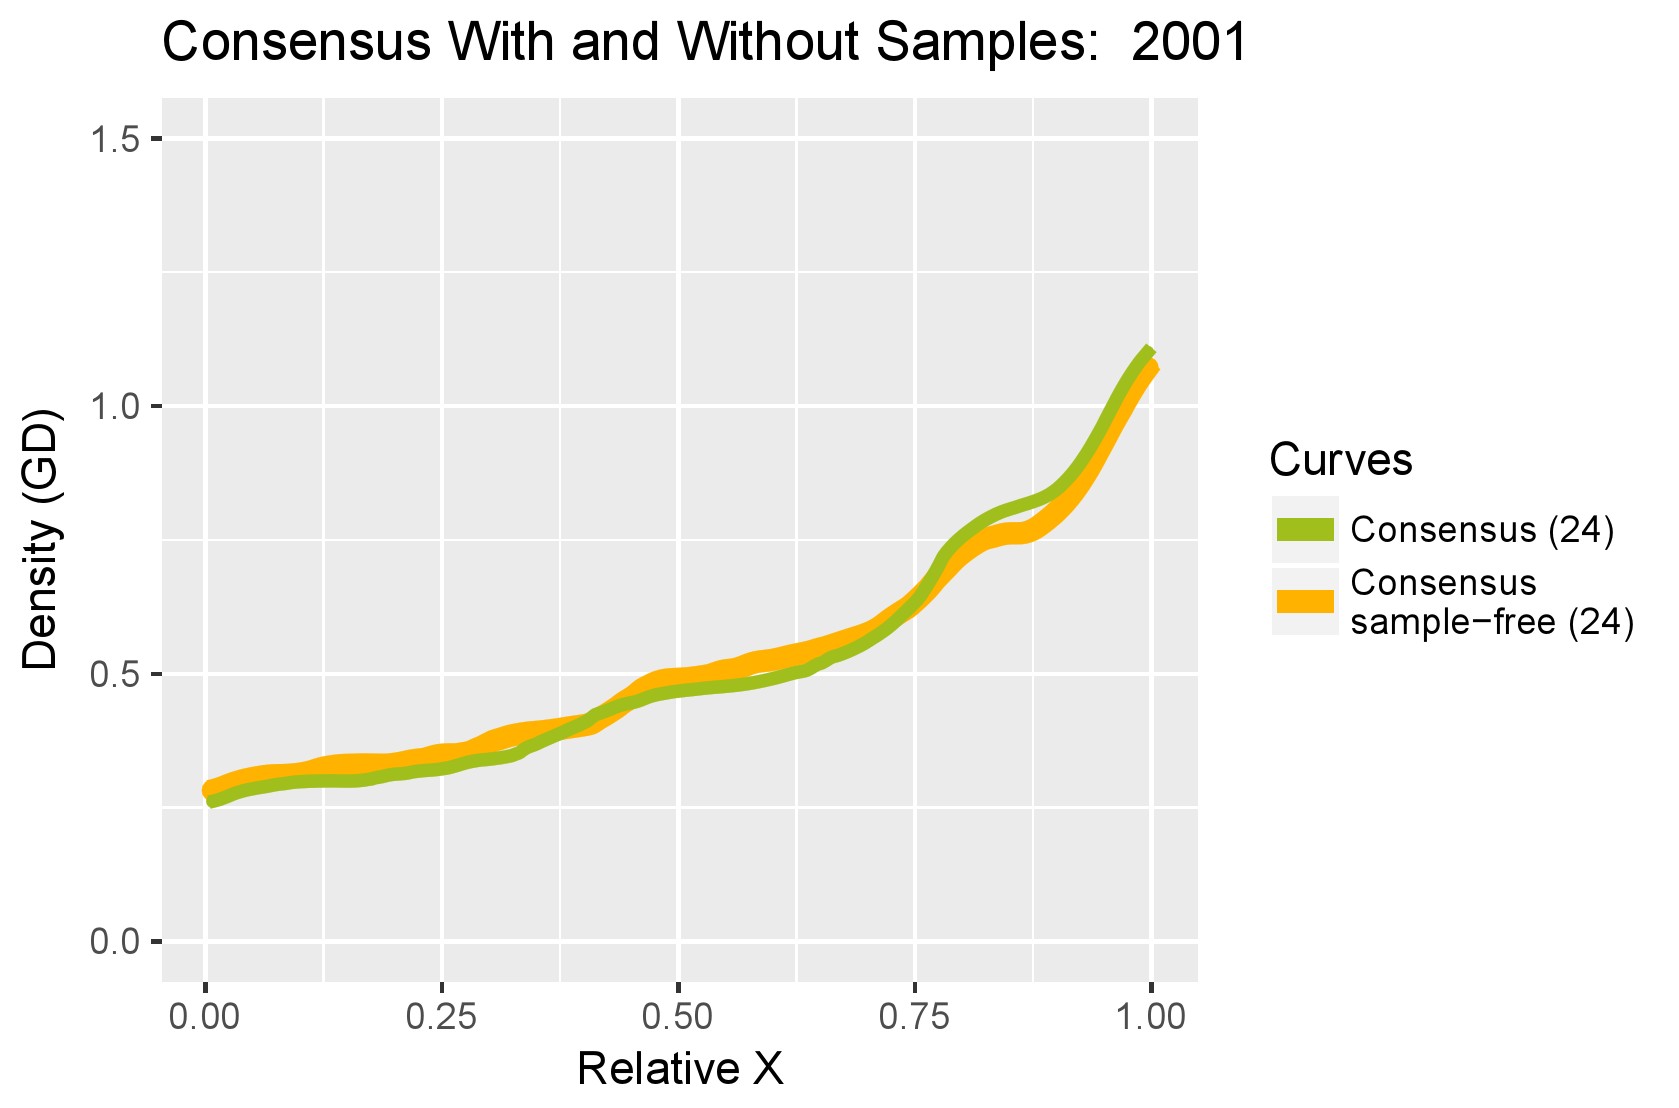 Consensus With and Without Samples:  2001
1.5
1.0
0.5
0.0
Density (GD)
0.00 0.25 0.50 0.75 1.00
Relative X
Curves
Consensus (24)
Consensus
sample−free (24)